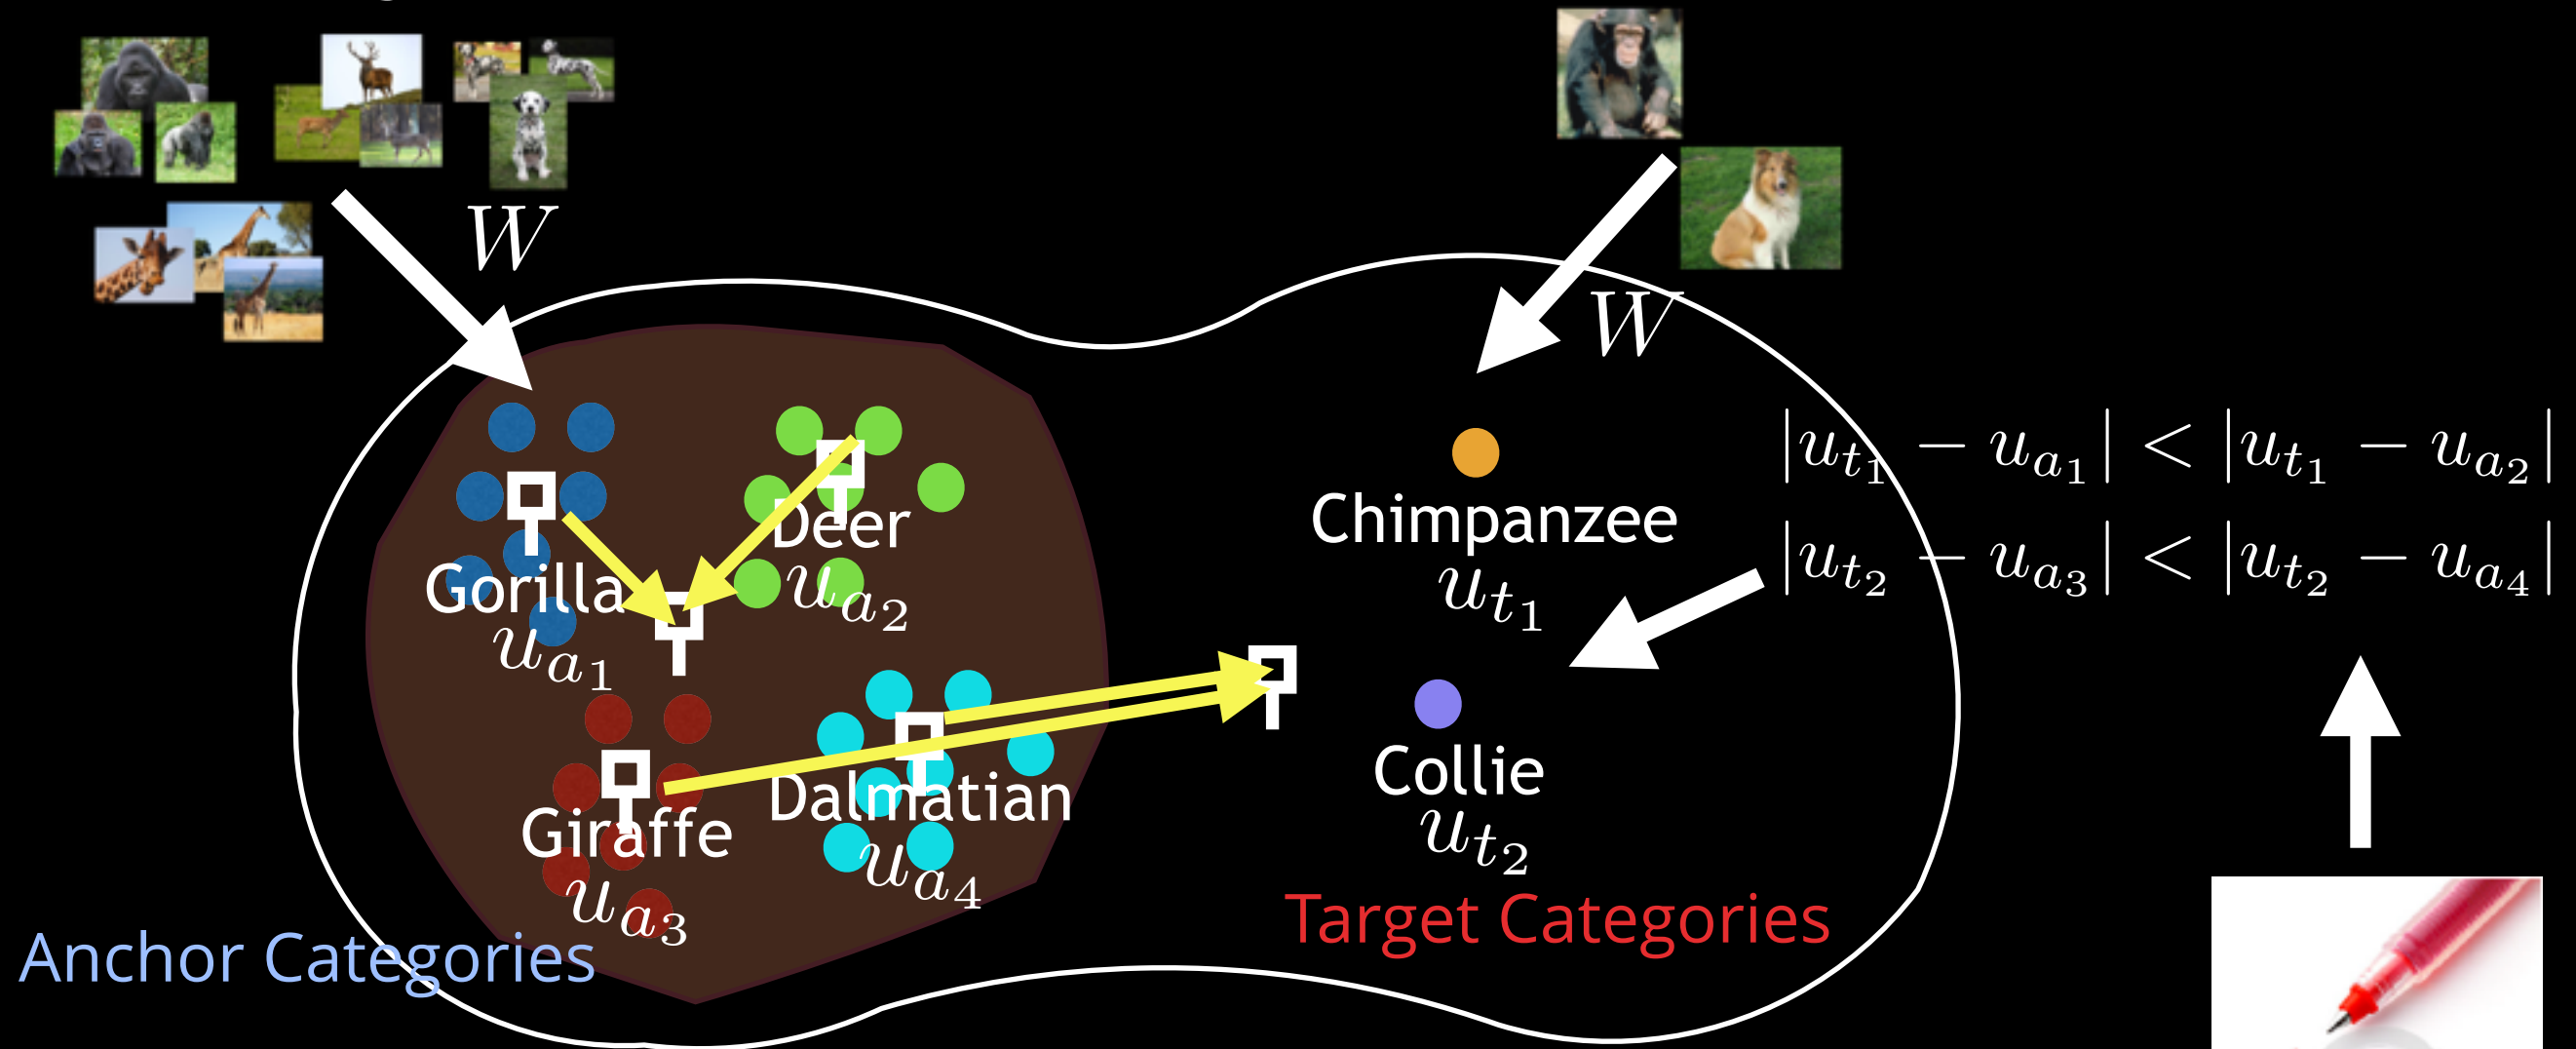 W
W
|u_{t_1} − u_{a_1}| < |u_{t_1} − u_{a_2}|
Deer
Chimpanzee
|u_{t_2} − u_{a_3}| < |u_{t_2} − u_{a_4}|
Gorilla
u_{a_2}
u_{t_1}
u_{a_1}
Collie
Dalmatian
Giraffe
u_{t_2}
u_{a_4}
u_{a_3}
Target Categories
Anchor Categories